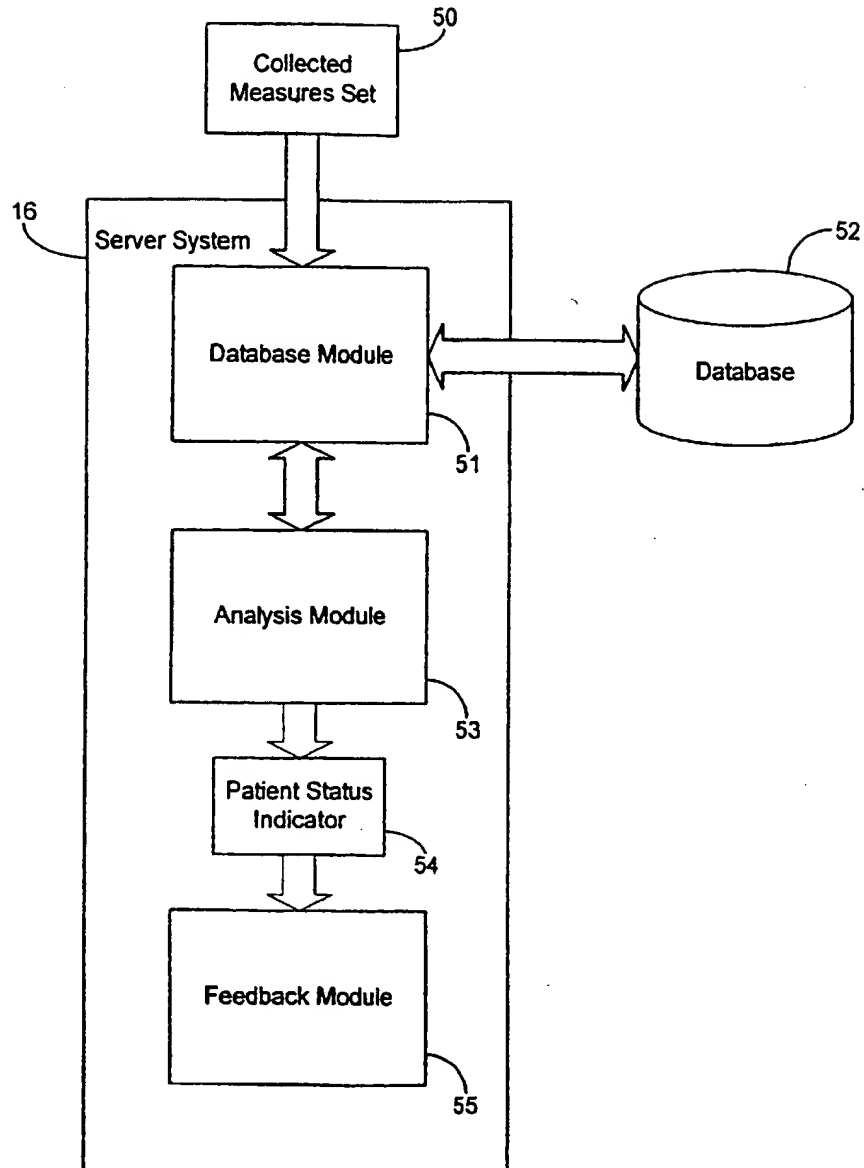 50
Collected
Measures Set
16
Server System
52
Database Module
Database
51
Analysis Module
53
Patient Status
Indicator
54
Feedback Module
55